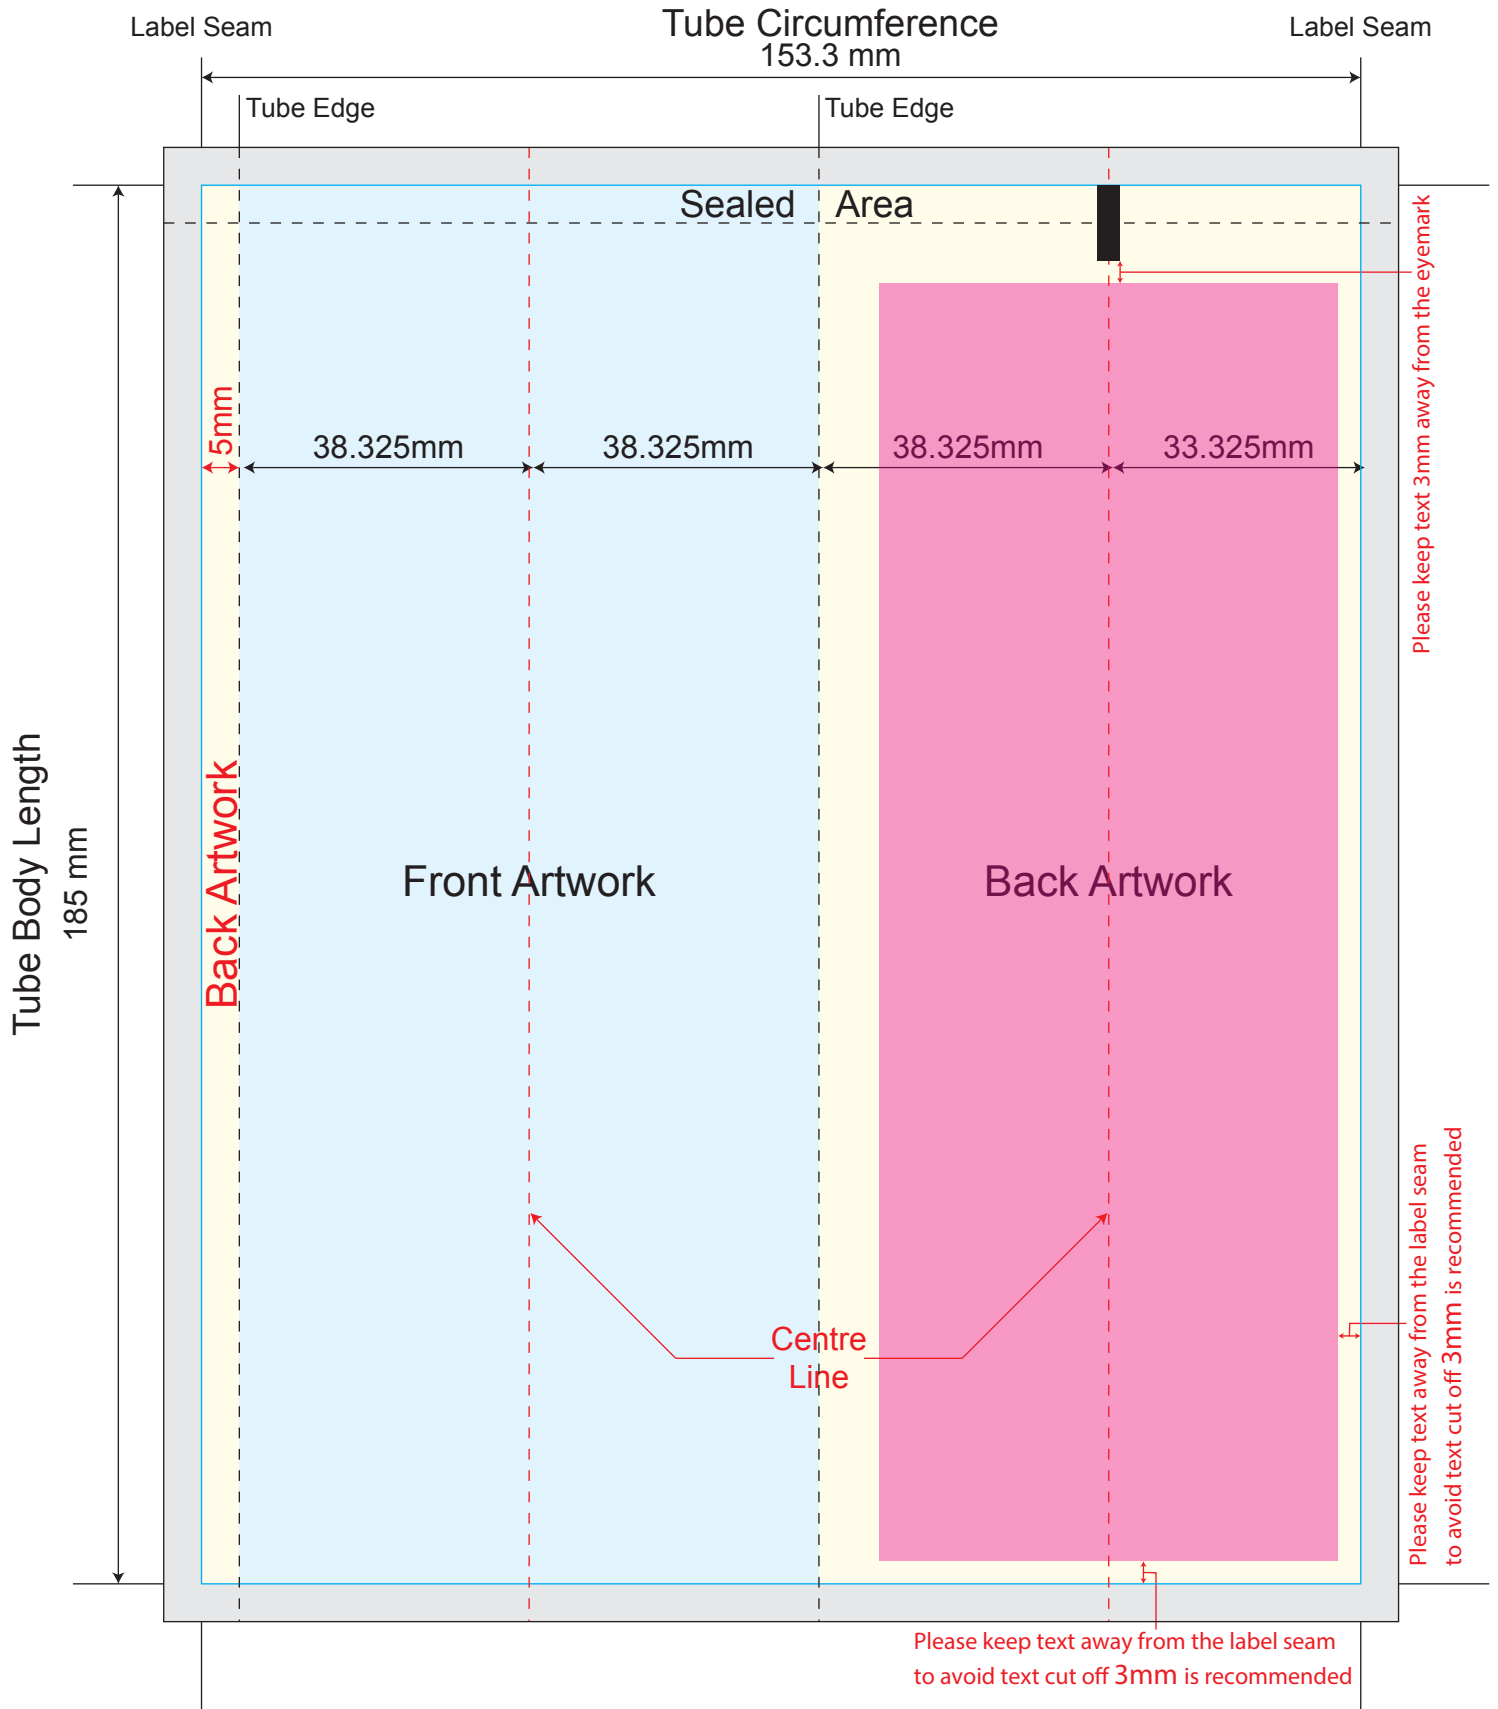 Tube Circumference
Label Seam
Label Seam
153.3 mm
Tube Edge
Tube Edge
Sealed Area
Please keep text 3mm away from the eyemark
5mm
38.325mm
38.325mm
38.325mm
33.325mm
Tube Body Length
185 mm
Back Artwork
Front Artwork
Back Artwork
Centre
Line
Please keep text away from the label seam
to avoid text cut off 3mm is recommended
Please keep text away from the label seam
to avoid text cut off 3mm is recommended